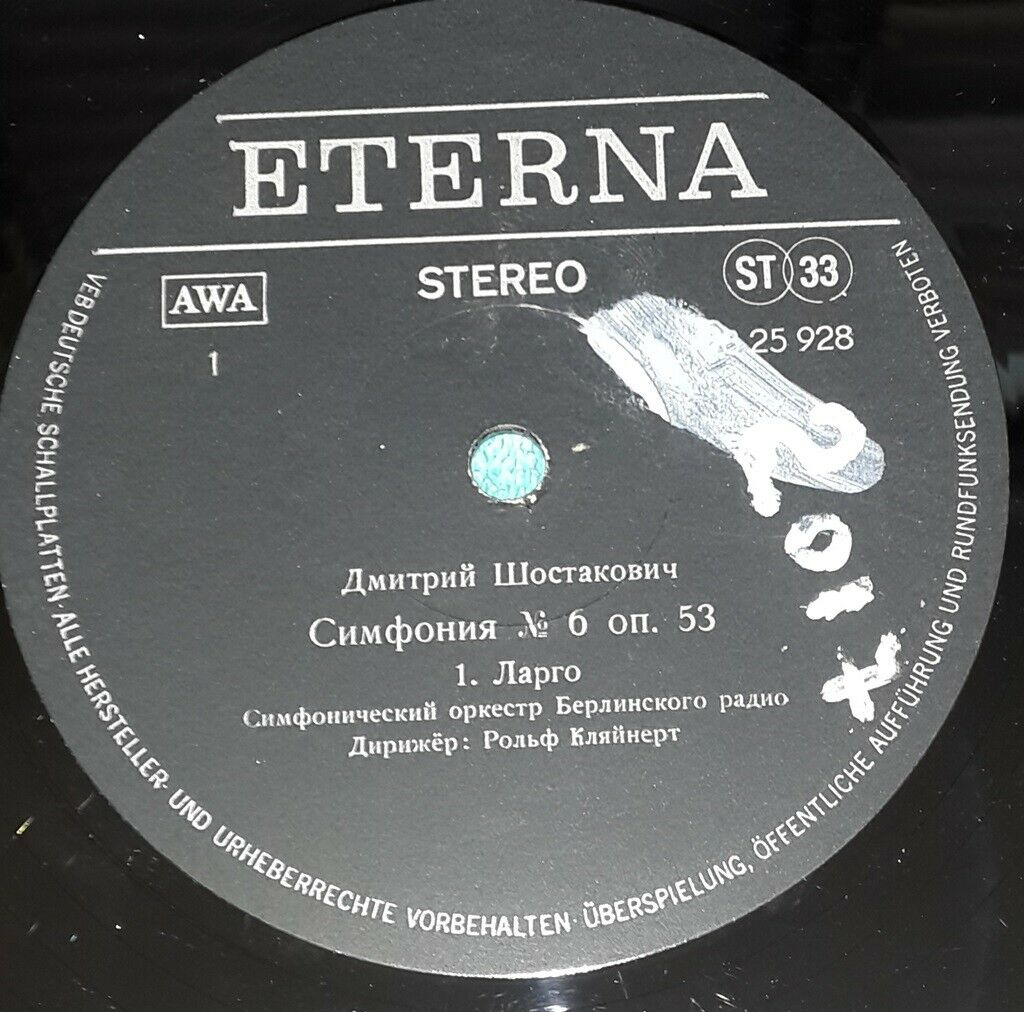 ETERNA
AWA
STEREO
ST 33
1
25 928
Дмитрий Шостакович
Симфония № 6 оп. 53
1. Ларго
Симфонический оркестр Берлинского радио
Дирижёр: Рольф Кляйнерт
VEB DEUTSCHE SCHALLPLATTEN · ALLE HERSTELLER- UND URHEBERRECHTE VORBEHALTEN · ÜBERSPIELUNG, ÖFFENTLICHE AUFFÜHRUNG UND RUNDFUNKSENDUNG VERBOTEN